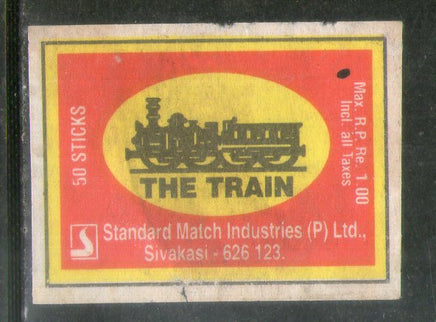 50 STICKS
THE TRAIN
Max. R.P. Re. 1.00
Incl. all Taxes
Standard Match Industries (P) Ltd.,
Sivakasi - 626 123.